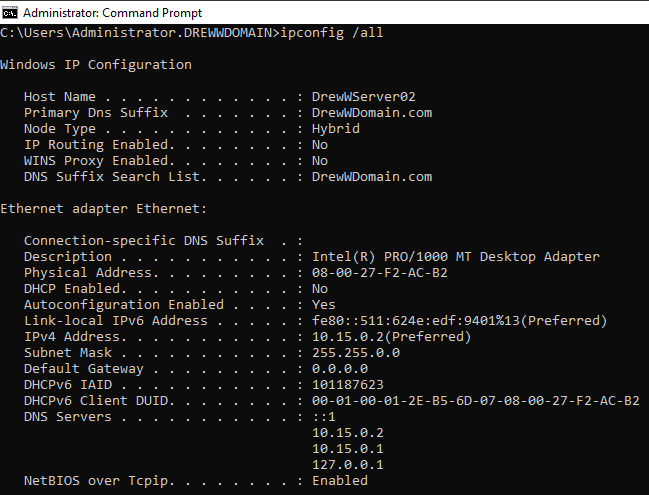 Administrator: Command Prompt
C:\Users\Administrator.DREWWDOMAIN>ipconfig /all
Windows IP Configuration
Host Name . . . . . . . . . . . . : DrewWServer02
Primary Dns Suffix  . . . . . . . : DrewWDomain.com
Node Type . . . . . . . . . . . . : Hybrid
IP Routing Enabled. . . . . . . . : No
WINS Proxy Enabled. . . . . . . . : No
DNS Suffix Search List. . . . . . : DrewWDomain.com
Ethernet adapter Ethernet:
Connection-specific DNS Suffix  . :
Description . . . . . . . . . . . : Intel(R) PRO/1000 MT Desktop Adapter
Physical Address. . . . . . . . . : 08-00-27-F2-AC-B2
DHCP Enabled. . . . . . . . . . . : No
Autoconfiguration Enabled . . . . : Yes
Link-local IPv6 Address . . . . . : fe80::511:624e:edf:9401%13(Preferred)
IPv4 Address. . . . . . . . . . . : 10.15.0.2(Preferred)
Subnet Mask . . . . . . . . . . . : 255.255.0.0
Default Gateway . . . . . . . . . : 0.0.0.0
DHCPv6 IAID . . . . . . . . . . . : 101187623
DHCPv6 Client DUID. . . . . . . . : 00-01-00-01-2E-B5-6D-07-08-00-27-F2-AC-B2
DNS Servers . . . . . . . . . . . : ::1
10.15.0.2
10.15.0.1
127.0.0.1
NetBIOS over Tcpip. . . . . . . . : Enabled